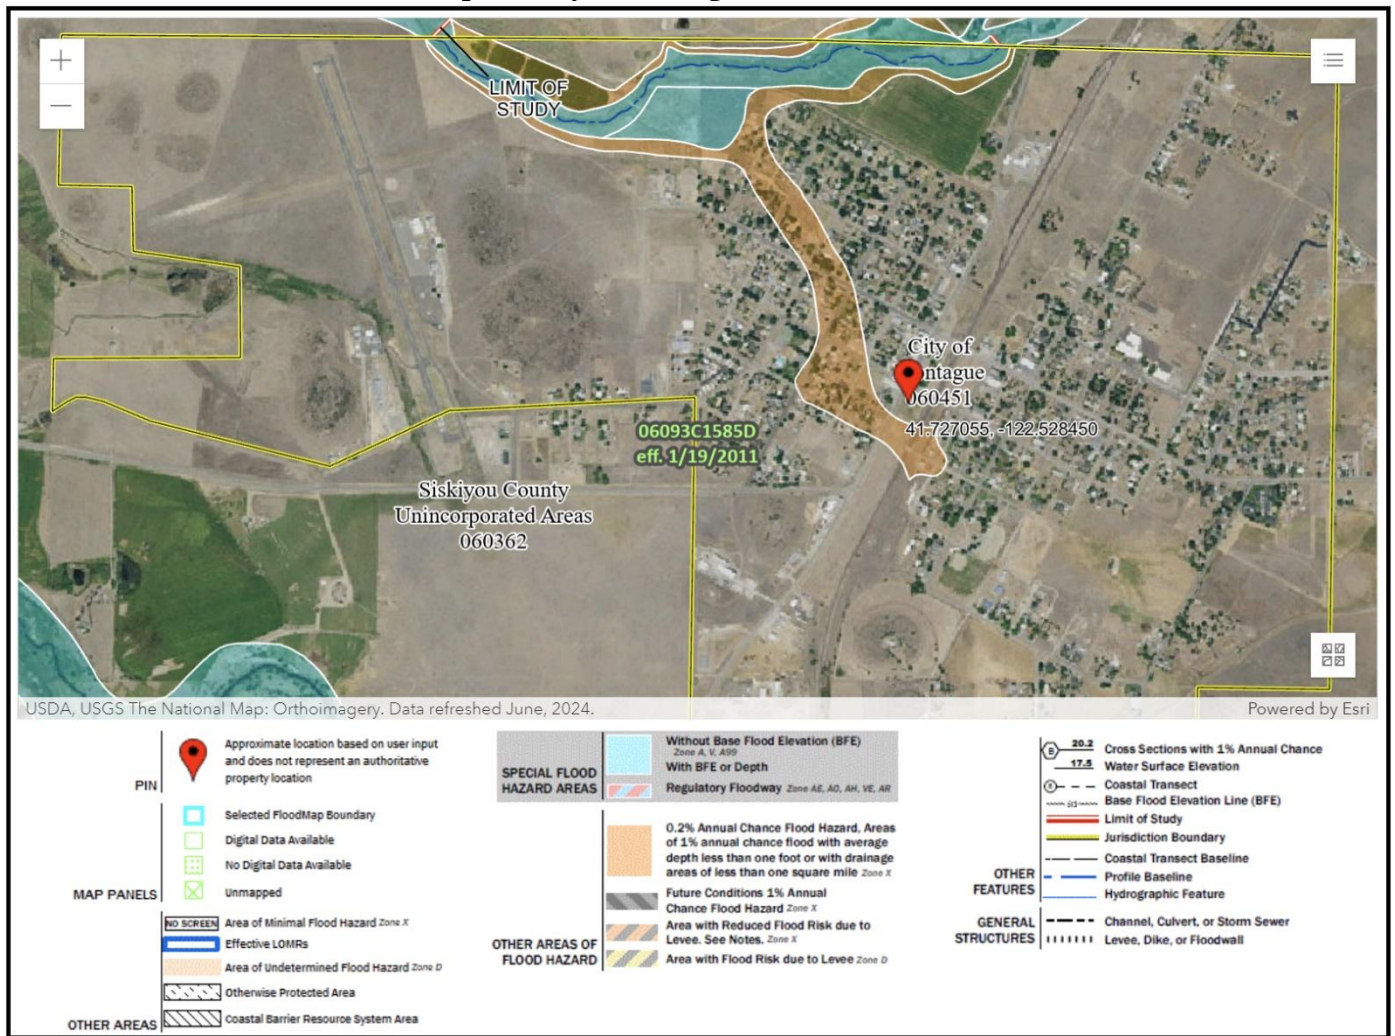 LIMIT OF
STUDY
City of
ntague
060451
41.727055, -122.528450
06093C1585D
eff. 1/19/2011
Siskiyou County
Unincorporated Areas
060362
USDA, USGS The National Map: Orthoimagery. Data refreshed June, 2024.
Powered by Esri
PIN
Approximate location based on user input
and does not represent an authoritative
property location
MAP PANELS
Selected FloodMap Boundary
Digital Data Available
No Digital Data Available
Unmapped
OTHER AREAS
NO SCREEN Area of Minimal Flood Hazard Zone X
Effective LOMRs
Area of Undetermined Flood Hazard Zone D
Otherwise Protected Area
Coastal Barrier Resource System Area
SPECIAL FLOOD
HAZARD AREAS
Without Base Flood Elevation (BFE)
Zone A, V, A99
With BFE or Depth
Regulatory Floodway Zone AE, AO, AH, VE, AR
OTHER AREAS OF
FLOOD HAZARD
0.2% Annual Chance Flood Hazard, Areas
of 1% annual chance flood with average
depth less than one foot or with drainage
areas of less than one square mile Zone X
Future Conditions 1% Annual
Chance Flood Hazard Zone X
Area with Reduced Flood Risk due to
Levee. See Notes. Zone X
Area with Flood Risk due to Levee Zone D
OTHER
FEATURES
B 20.2 Cross Sections with 1% Annual Chance
17.5 Water Surface Elevation
8 Coastal Transect
513 Base Flood Elevation Line (BFE)
Limit of Study
Jurisdiction Boundary
Coastal Transect Baseline
Profile Baseline
Hydrographic Feature
GENERAL
STRUCTURES
Channel, Culvert, or Storm Sewer
Levee, Dike, or Floodwall